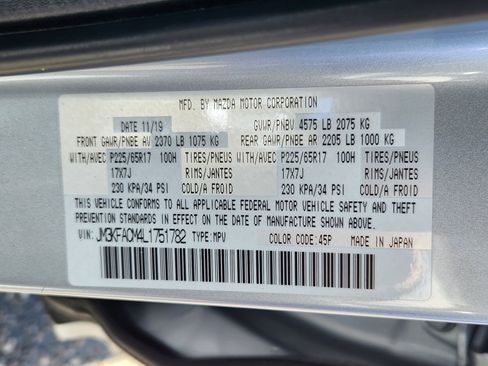 MFD. BY MAZDA MOTOR CORPORATION
DATE 11/19 GVWR/PNBV 4575 LB 2075 KG
FRONT GAWR/PNBE AV 2370 LB 1075 KG REAR GAWR/PNBE AR 2205 LB 1000 KG
WITH/AVEC P225/65R17 100H TIRES/PNEUS WITH/AVEC P225/65R17 100H TIRES/PNEUS
17X7J RIMS/JANTES 17X7J RIMS/JANTES
230 KPA/34 PSI COLD/A FROID 230 KPA/34 PSI COLD/A FROID
THIS VEHICLE CONFORMS TO ALL APPLICABLE FEDERAL MOTOR VEHICLE SAFETY AND THEFT
PREVENTION STANDARDS IN EFFECT ON THE DATE OF MANUFACTURE SHOWN ABOVE.
VIN: JM3KFACM4L1751782 TYPE:MPV COLOR CODE:45P MADE IN JAPAN